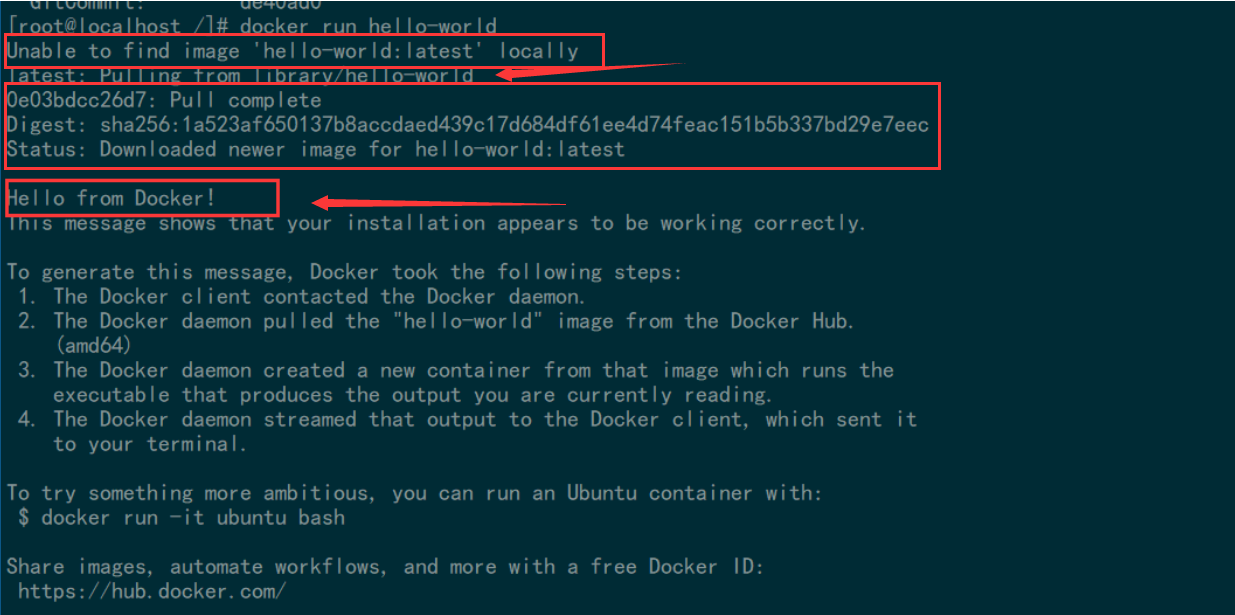 GitCommit: de40ad0
[root@localhost /]# docker run hello-world
Unable to find image 'hello-world:latest' locally
latest: Pulling from library/hello-world
0e03bdcc26d7: Pull complete
Digest: sha256:1a523af650137b8accdaed439c17d684df61ee4d74feac151b5b337bd29e7eec
Status: Downloaded newer image for hello-world:latest
Hello from Docker!
This message shows that your installation appears to be working correctly.
To generate this message, Docker took the following steps:
1. The Docker client contacted the Docker daemon.
2. The Docker daemon pulled the "hello-world" image from the Docker Hub.
(amd64)
3. The Docker daemon created a new container from that image which runs the
executable that produces the output you are currently reading.
4. The Docker daemon streamed that output to the Docker client, which sent it
to your terminal.
To try something more ambitious, you can run an Ubuntu container with:
$ docker run -it ubuntu bash
Share images, automate workflows, and more with a free Docker ID:
https://hub.docker.com/